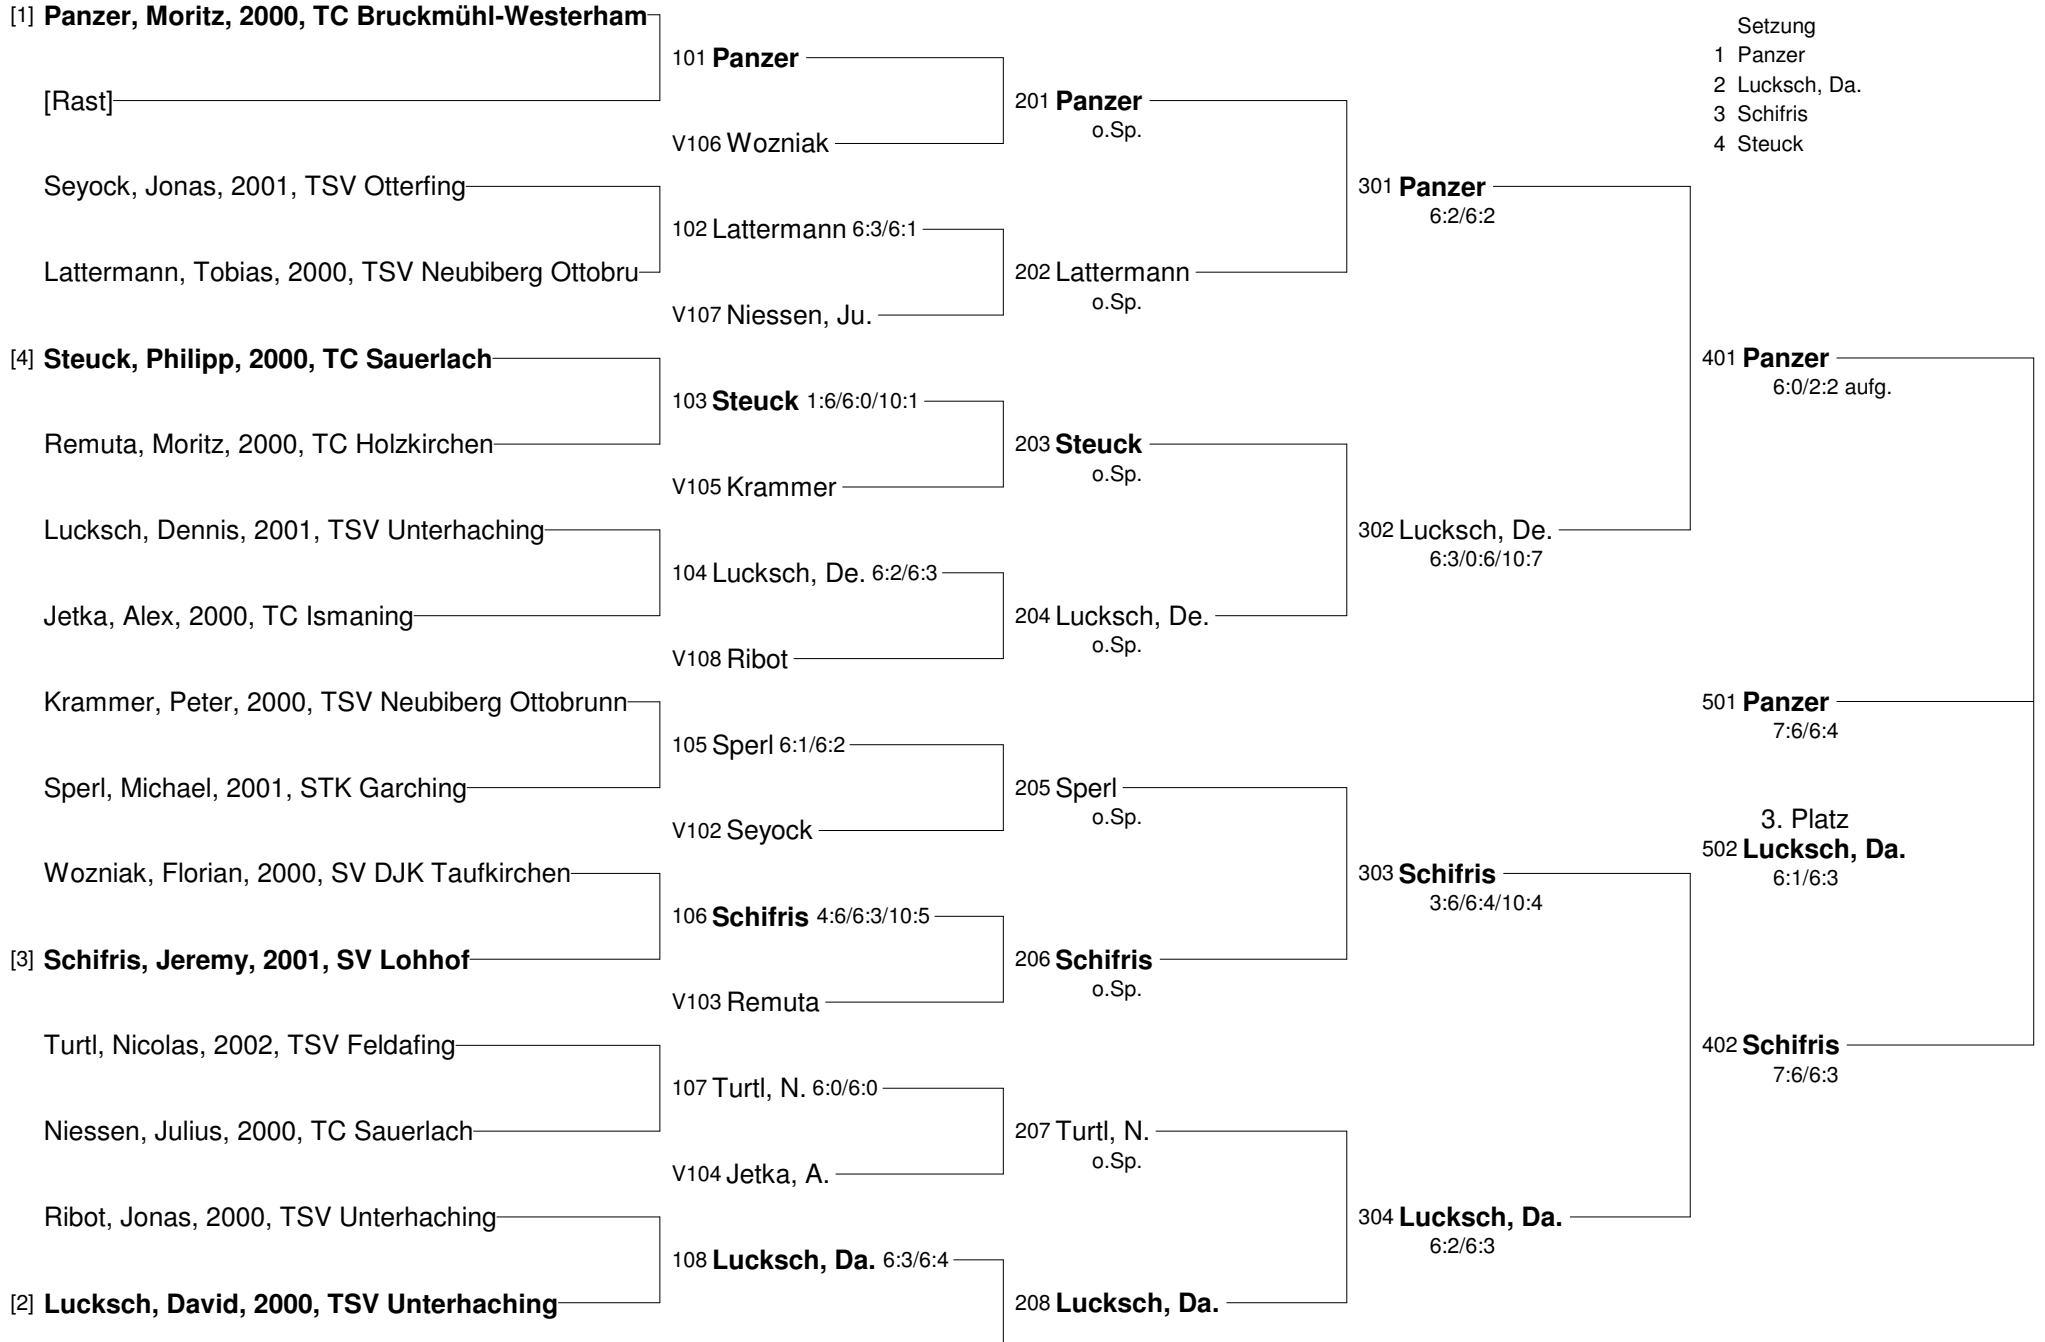 [1] Panzer, Moritz, 2000, TC Bruckmühl-Westerham
[Rast]
Seyock, Jonas, 2001, TSV Otterfing
Lattermann, Tobias, 2000, TSV Neubiberg Ottobru
[4] Steuck, Philipp, 2000, TC Sauerlach
Remuta, Moritz, 2000, TC Holzkirchen
Lucksch, Dennis, 2001, TSV Unterhaching
Jetka, Alex, 2000, TC Ismaning
Krammer, Peter, 2000, TSV Neubiberg Ottobrunn
Sperl, Michael, 2001, STK Garching
Wozniak, Florian, 2000, SV DJK Taufkirchen
[3] Schifris, Jeremy, 2001, SV Lohhof
Turtl, Nicolas, 2002, TSV Feldafing
Niessen, Julius, 2000, TC Sauerlach
Ribot, Jonas, 2000, TSV Unterhaching
[2] Lucksch, David, 2000, TSV Unterhaching
101 Panzer
V106 Wozniak
102 Lattermann 6:3/6:1
V107 Niessen, Ju.
103 Steuck 1:6/6:0/10:1
V105 Krammer
104 Lucksch, De. 6:2/6:3
V108 Ribot
105 Sperl 6:1/6:2
V102 Seyock
106 Schifris 4:6/6:3/10:5
V103 Remuta
107 Turtl, N. 6:0/6:0
V104 Jetka, A.
108 Lucksch, Da. 6:3/6:4
201 Panzer
o.Sp.
202 Lattermann
o.Sp.
203 Steuck
o.Sp.
204 Lucksch, De.
o.Sp.
205 Sperl
o.Sp.
206 Schifris
o.Sp.
207 Turtl, N.
o.Sp.
208 Lucksch, Da.
301 Panzer
6:2/6:2
302 Lucksch, De.
6:3/0:6/10:7
303 Schifris
3:6/6:4/10:4
304 Lucksch, Da.
6:2/6:3
Setzung
1 Panzer
2 Lucksch, Da.
3 Schifris
4 Steuck
401 Panzer
6:0/2:2 aufg.
501 Panzer
7:6/6:4
3. Platz
502 Lucksch, Da.
6:1/6:3
402 Schifris
7:6/6:3